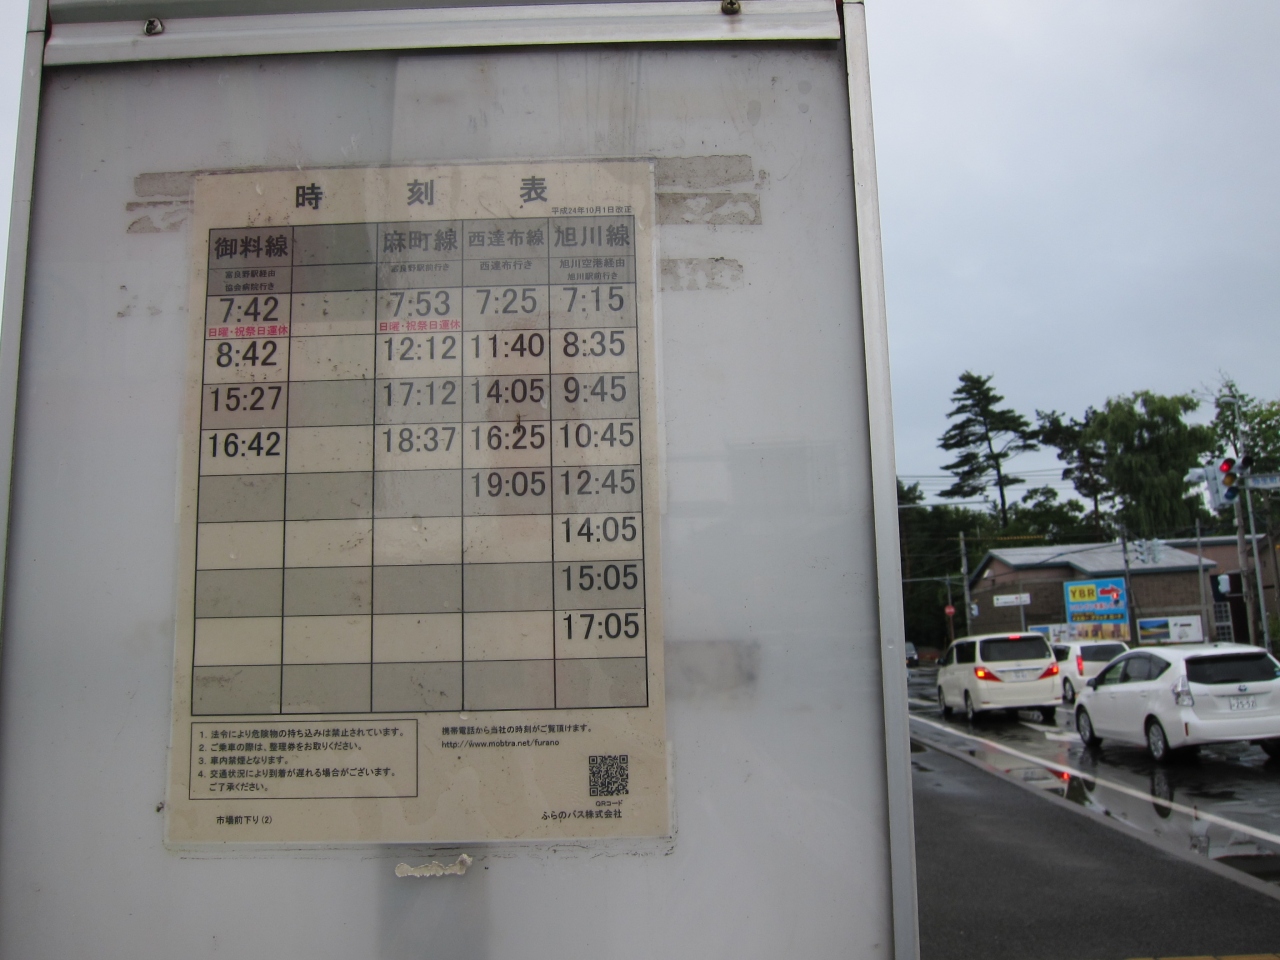 時 刻 表
平成24年10月1日改正
御料線 麻町線 西達布線 旭川線
富良野駅経由 協会病院行き 富良野駅前行き 西達布行き 旭川空港経由 旭川駅前行き
7:42 7:53 7:25 7:15
日曜・祝祭日運休 日曜・祝祭日運休
8:42 12:12 11:40 8:35
15:27 17:12 14:05 9:45
16:42 18:37 16:25 10:45
19:05 12:45
14:05
15:05
17:05
1. 法令により危険物の持ち込みは禁止されています。
2. ご乗車の際は、整理券をお取りください。
3. 車内禁煙となります。
4. 交通状況により到着が遅れる場合がございます。
ご了承ください。
携帯電話から当社の時刻がご覧頂けます。
http://www.mobtra.net/furano
QRコード
ふらのバス株式会社
市場前下り(2)
YBR